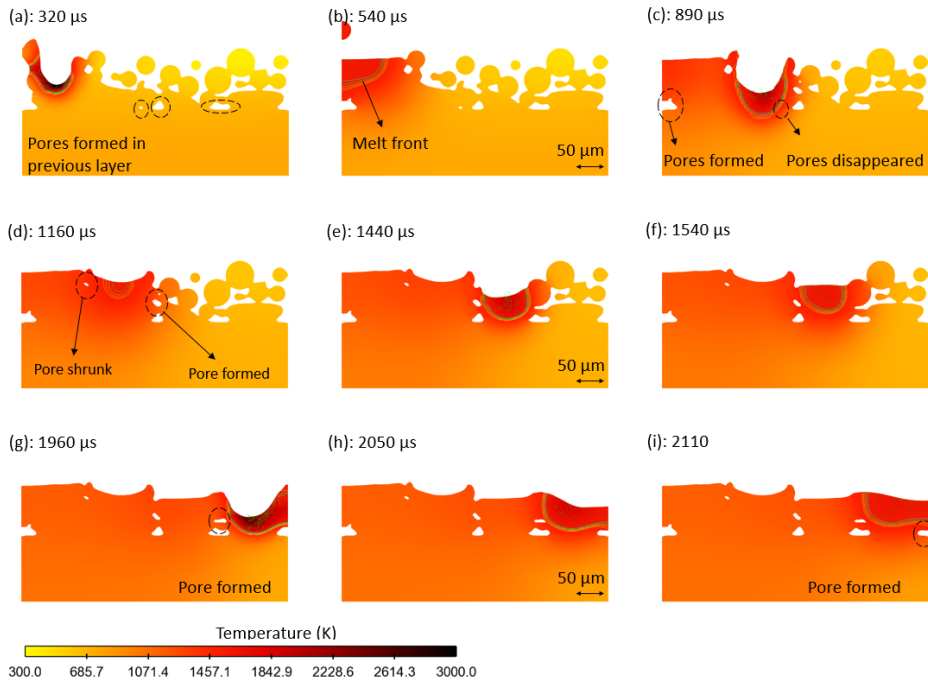 (a): 320 µs
(b): 540 µs
(c): 890 µs
Pores formed in
previous layer
Melt front
50 µm
Pores formed
Pores disappeared
(d): 1160 µs
(e): 1440 µs
(f): 1540 µs
Pore shrunk
Pore formed
50 µm
(g): 1960 µs
(h): 2050 µs
(i): 2110
Pore formed
50 µm
Pore formed
Temperature (K)
300.0 685.7 1071.4 1457.1 1842.9 2228.6 2614.3 3000.0